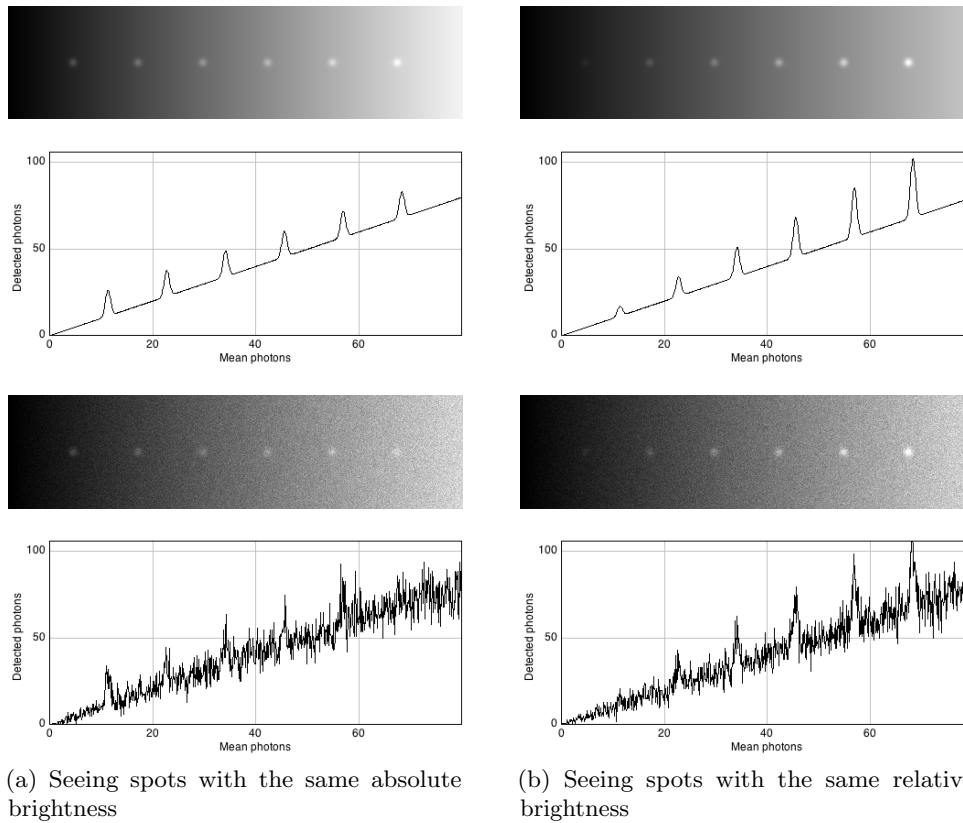 100
50
0
Detected photons
0 20 40 60
Mean photons
100
50
0
Detected photons
0 20 40 60
Mean photons
100
50
0
Detected photons
0 20 40 60
Mean photons
100
50
0
Detected photons
0 20 40 60
Mean photons
(a) Seeing spots with the same absolute
brightness
(b) Seeing spots with the same relativ
brightness